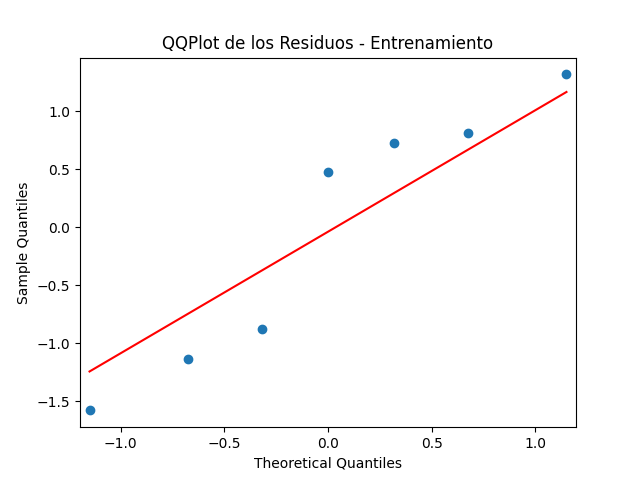 QQPlot de los Residuos - Entrenamiento
1.0
0.5
0.0
−0.5
−1.0
−1.5
Sample Quantiles
−1.0 −0.5 0.0 0.5 1.0
Theoretical Quantiles